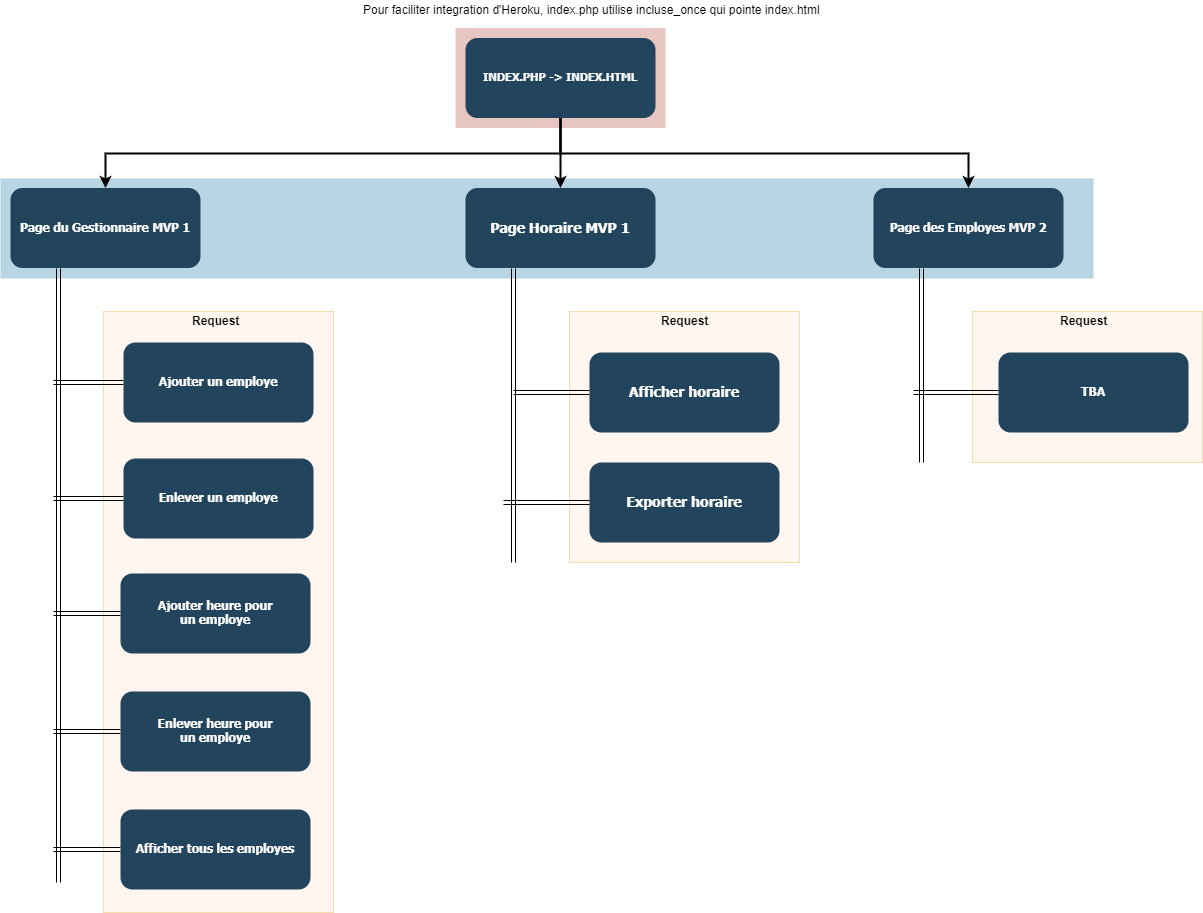 Pour faciliter integration d'Heroku, index.php utilise incluse_once qui pointe index.html
INDEX.PHP -> INDEX.HTML
Page du Gestionnaire MVP 1
Page Horaire MVP 1
Page des Employes MVP 2
Request
Ajouter un employe
Enlever un employe
Ajouter heure pour
un employe
Enlever heure pour
un employe
Afficher tous les employes
Request
Afficher horaire
Exporter horaire
Request
TBA